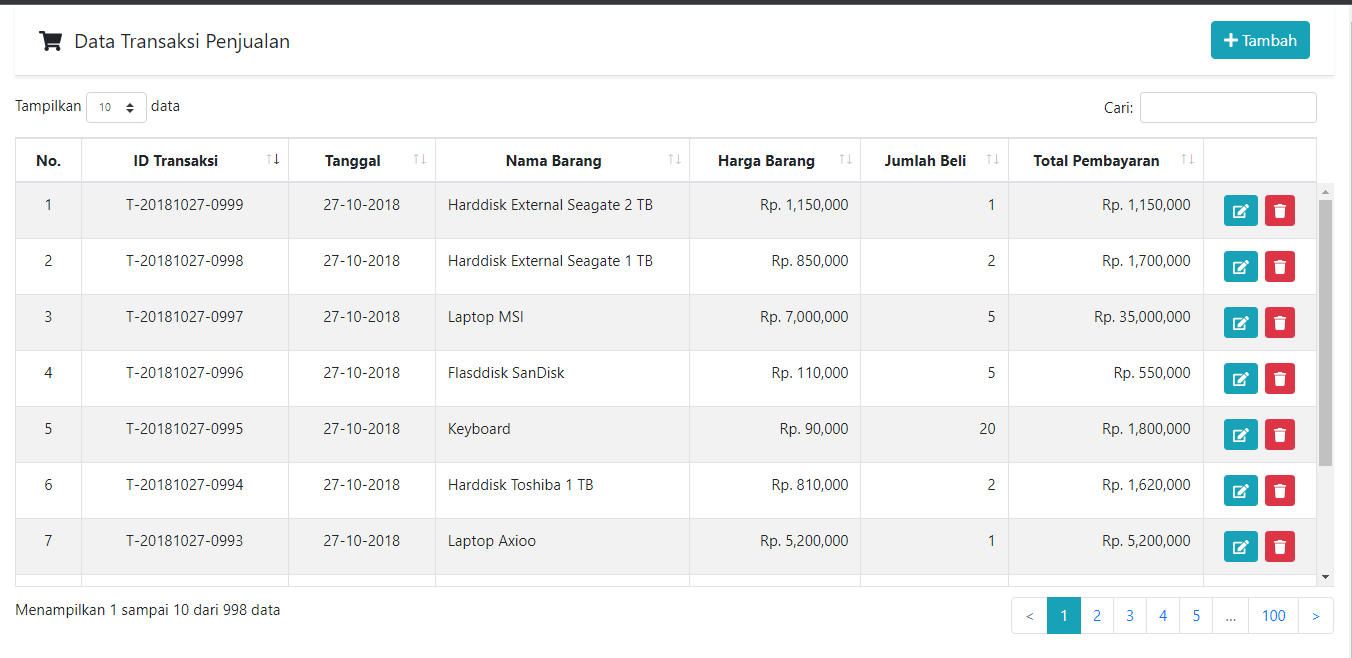 Data Transaksi Penjualan
Tambah
Tampilkan 10 data
Cari:
No. ID Transaksi Tanggal Nama Barang Harga Barang Jumlah Beli Total Pembayaran
1 T-20181027-0999 27-10-2018 Harddisk External Seagate 2 TB Rp. 1,150,000 1 Rp. 1,150,000
2 T-20181027-0998 27-10-2018 Harddisk External Seagate 1 TB Rp. 850,000 2 Rp. 1,700,000
3 T-20181027-0997 27-10-2018 Laptop MSI Rp. 7,000,000 5 Rp. 35,000,000
4 T-20181027-0996 27-10-2018 Flasddisk SanDisk Rp. 110,000 5 Rp. 550,000
5 T-20181027-0995 27-10-2018 Keyboard Rp. 90,000 20 Rp. 1,800,000
6 T-20181027-0994 27-10-2018 Harddisk Toshiba 1 TB Rp. 810,000 2 Rp. 1,620,000
7 T-20181027-0993 27-10-2018 Laptop Axioo Rp. 5,200,000 1 Rp. 5,200,000
Menampilkan 1 sampai 10 dari 998 data
< 1 2 3 4 5 ... 100 >